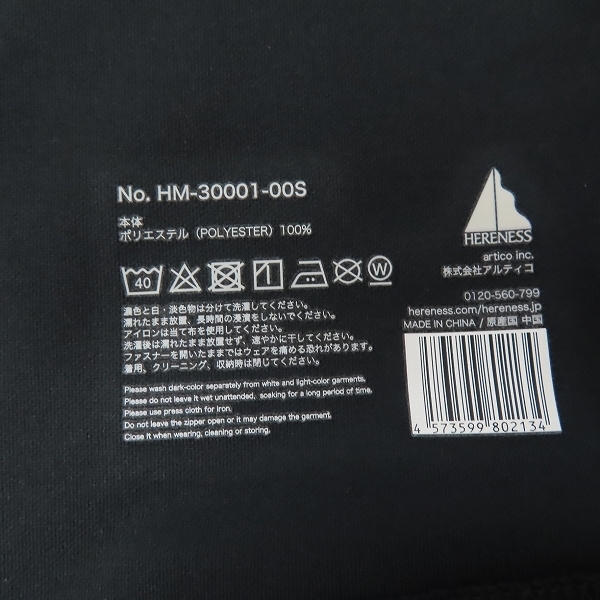 No. HM-30001-00S
本体
ポリエステル (POLYESTER) 100%
40
濃色と白・淡色物は分けて洗濯してください。
濡れたまま放置、長時間の浸漬をしないでください。
アイロンは当て布を使用してください。
洗濯後は濡れたまま放置せず、速やかに干してください。
ファスナーを開いたままではウェアを痛める恐れがあります。
着用、クリーニング、収納時は閉じてください。
Please wash dark-color separately from white and light-color garments.
Please do not leave it wet unattended, soaking for a long period of time.
Please use press cloth for iron.
Do not leave the zipper open or it may damage the garment.
Close it when wearing, cleaning or storing.
HERENESS
artico inc.
株式会社アルティコ
0120-560-799
hereness.com/hereness.jp
MADE IN CHINA / 原産国 中国
4 573599 802134
W